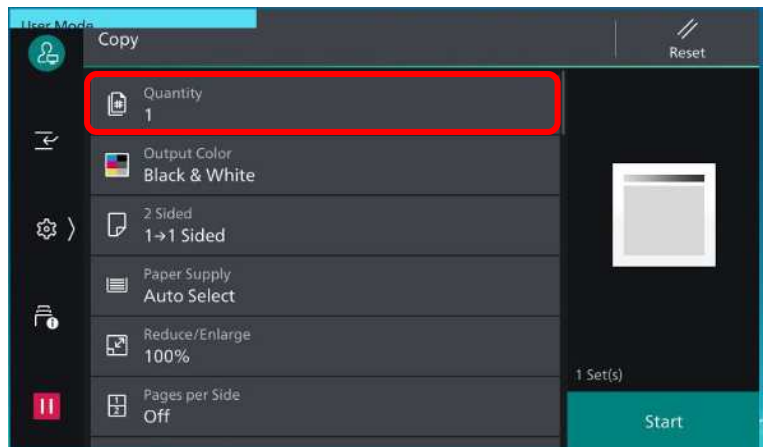 User Mode
Copy
Reset
Quantity
1
Output Color
Black & White
2 Sided
1→1 Sided
Paper Supply
Auto Select
Reduce/Enlarge
100%
Pages per Side
Off
1 Set(s)
Start